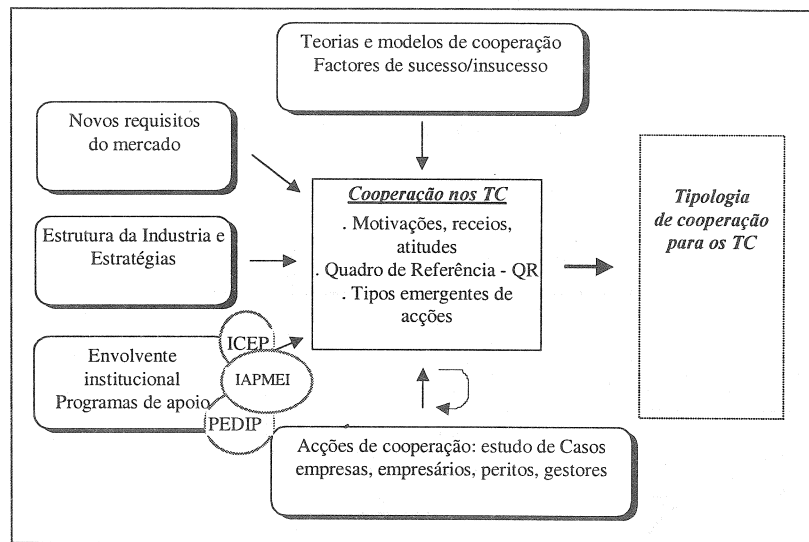 Teorias e modelos de cooperação
Factores de sucesso/insucesso
Novos requisitos
do mercado
Cooperação nos TC
. Motivações, receios,
atitudes
. Quadro de Referência - QR
. Tipos emergentes de
acções
Tipologia
de cooperação
para os TC
Estrutura da Industria e
Estratégias
Envolvente
institucional
Programas de apoio
ICEP
IAPMEI
PEDIP
Acções de cooperação: estudo de Casos
empresas, empresários, peritos, gestores